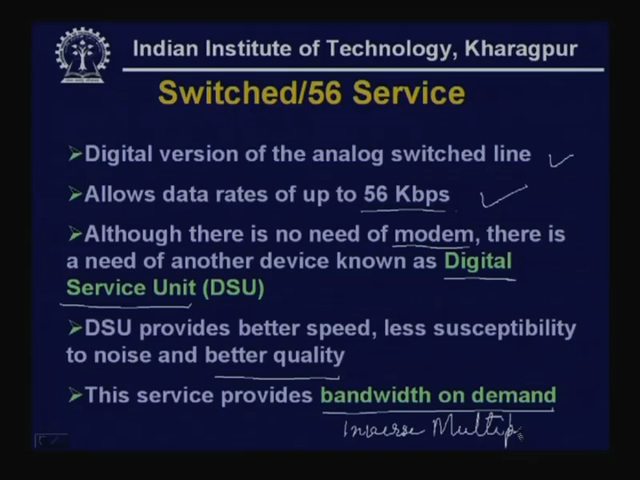 Indian Institute of Technology, Kharagpur
Switched/56 Service
➢Digital version of the analog switched line
➢Allows data rates of up to 56 Kbps
➢Although there is no need of modem, there is
a need of another device known as Digital
Service Unit (DSU)
➢DSU provides better speed, less susceptibility
to noise and better quality
➢This service provides bandwidth on demand
Inverse Multip